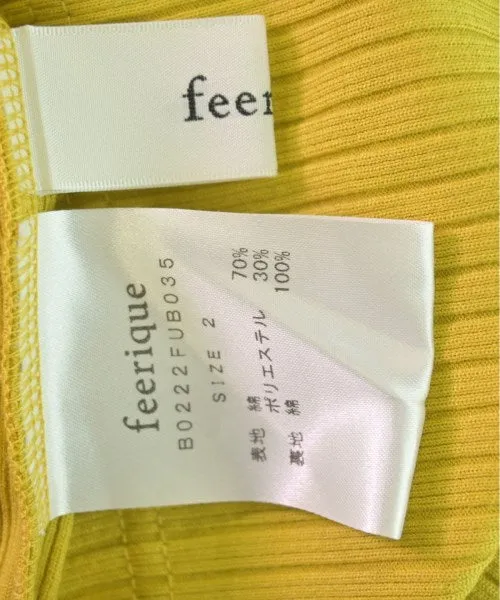 feer
feerique
B0222FUB035
SIZE 2
表地 綿 70%
ポリエステル 30%
裏地 綿 100%